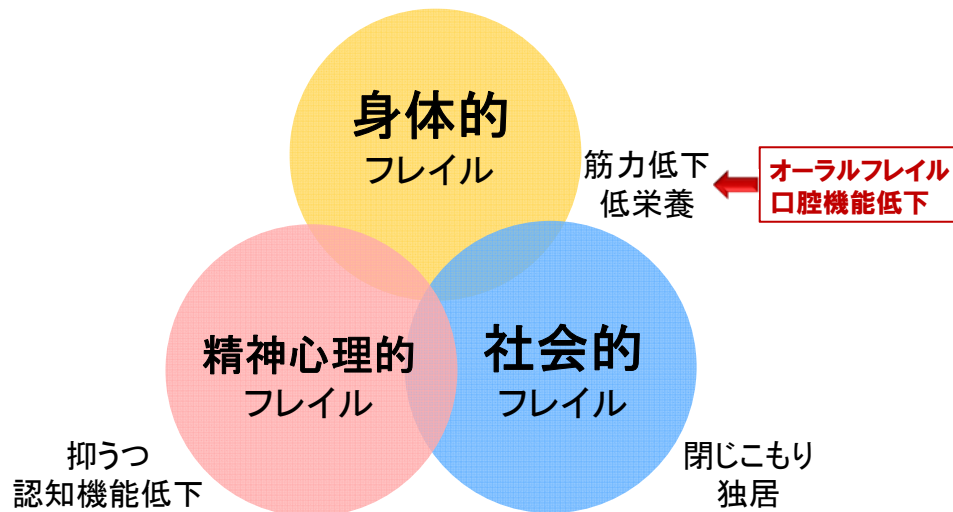 身体的
フレイル
筋力低下
低栄養
オーラルフレイル
口腔機能低下
精神心理的
フレイル
社会的
フレイル
抑うつ
認知機能低下
閉じこもり
独居